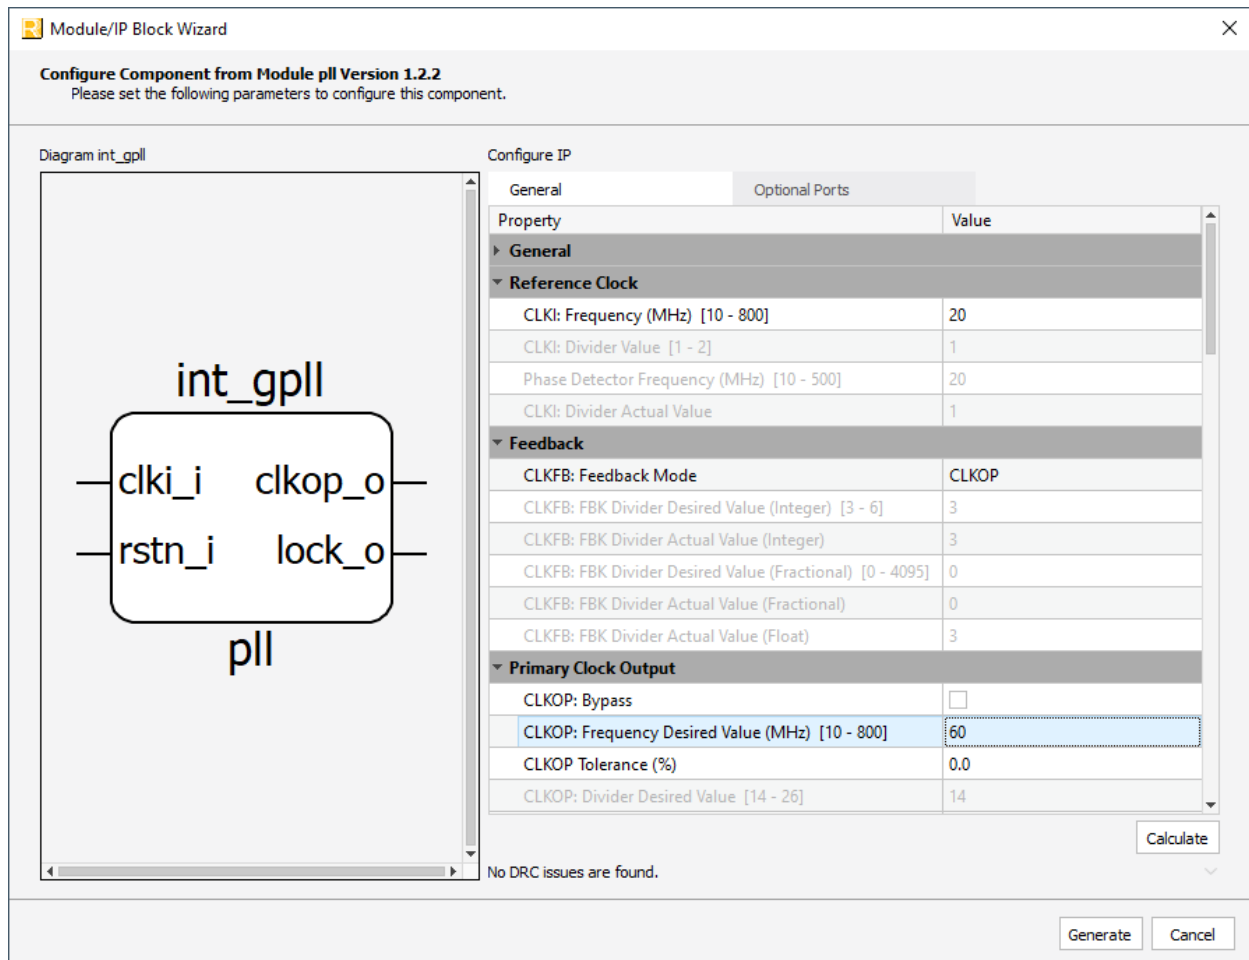 Module/IP Block Wizard
Configure Component from Module pll Version 1.2.2
Please set the following parameters to configure this component.
Diagram int_gpll
Configure IP
General Optional Ports
Property Value
General
Reference Clock
CLKI: Frequency (MHz) [10 - 800] 20
CLKI: Divider Value [1 - 2] 1
Phase Detector Frequency (MHz) [10 - 500] 20
CLKI: Divider Actual Value 1
Feedback
CLKFB: Feedback Mode CLKOP
CLKFB: FBK Divider Desired Value (Integer) [3 - 6] 3
CLKFB: FBK Divider Actual Value (Integer) 3
CLKFB: FBK Divider Desired Value (Fractional) [0 - 4095] 0
CLKFB: FBK Divider Actual Value (Fractional) 0
CLKFB: FBK Divider Actual Value (Float) 3
Primary Clock Output
CLKOP: Bypass
CLKOP: Frequency Desired Value (MHz) [10 - 800] 60
CLKOP Tolerance (%) 0.0
CLKOP: Divider Desired Value [14 - 26] 14
int_gpll
clki_i clkop_o
rstn_i lock_o
pll
Calculate
No DRC issues are found.
Generate Cancel